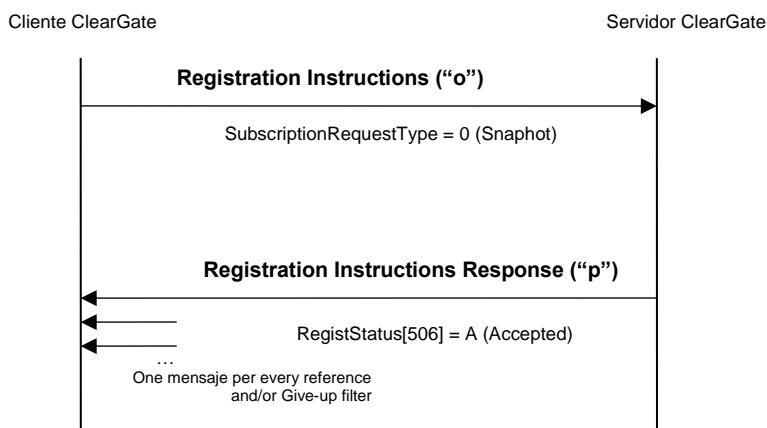 Cliente ClearGate
Servidor ClearGate
Registration Instructions (“o”)
SubscriptionRequestType = 0 (Snaphot)
Registration Instructions Response (“p”)
RegistStatus[506] = A (Accepted)
…
One mensaje per every reference
and/or Give-up filter